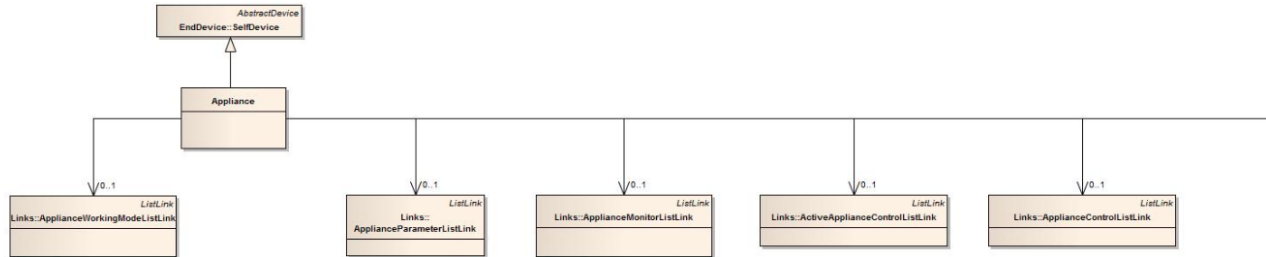 AbstractDevice
EndDevice::SelfDevice
Appliance
0..1
0..1
0..1
0..1
0..1
ListLink
Links::ApplianceWorkingModeListLink
ListLink
Links::
ApplianceParameterListLink
ListLink
Links::ApplianceMonitorListLink
ListLink
Links::ActiveApplianceControlListLink
ListLink
Links::ApplianceControlListLink